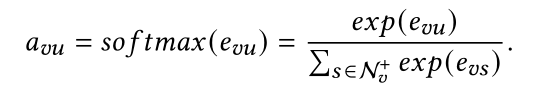 a_{vu} = softmax(e_{vu}) = \frac{exp(e_{vu})}{\sum_{s \in \mathcal{N}_v^+} exp(e_{vs})}.